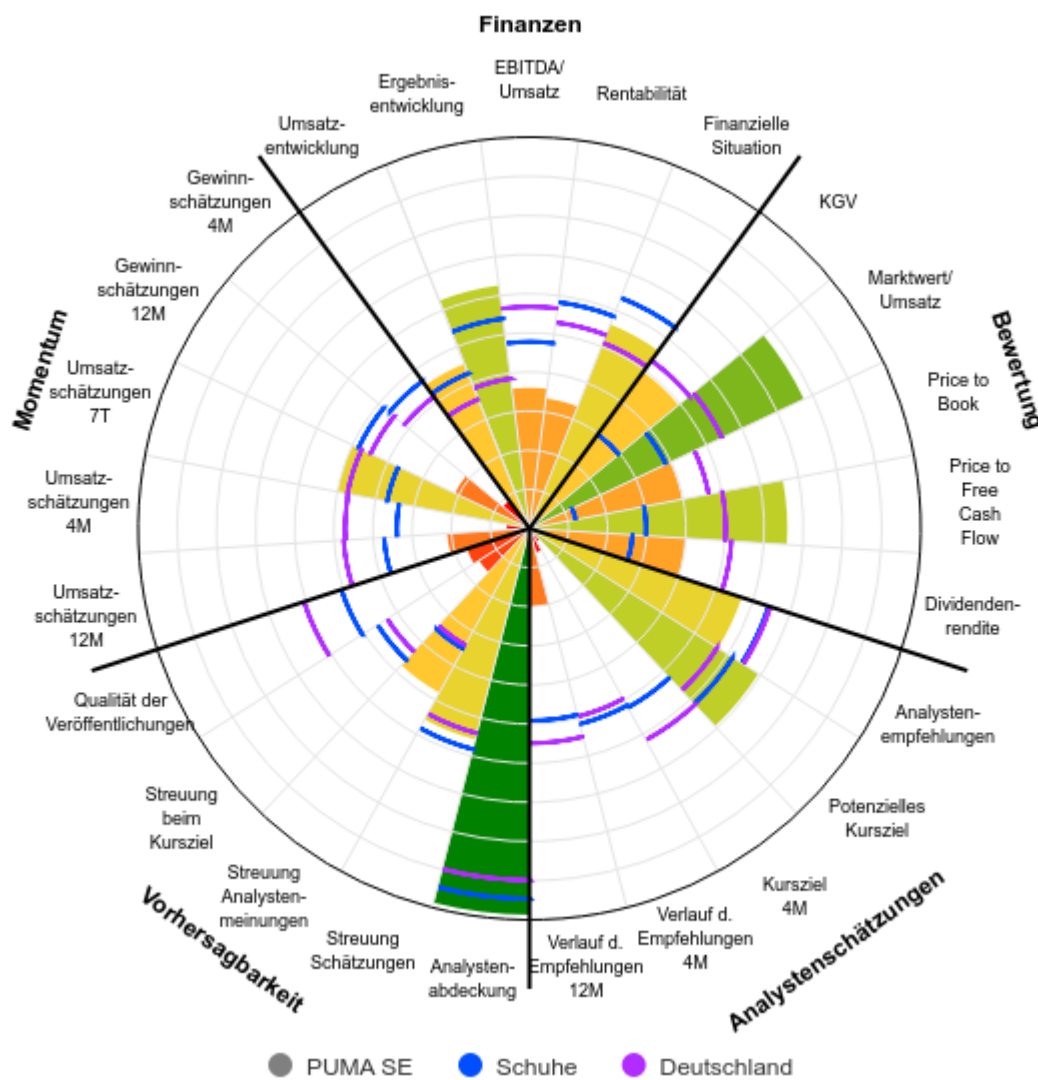 Finanzen
EBITDA/
Umsatz
Rentabilität
Finanzielle
Situation
KGV
Marktwert/
Umsatz
Bewertung
Price to
Book
Price to
Free
Cash
Flow
Dividenden-
rendite
Analysten-
empfehlungen
Potenzielles
Kursziel
Kursziel
4M
Analystenschätzungen
Verlauf d.
Empfehlungen
4M
Verlauf d.
Empfehlungen
12M
Analysten-
abdeckung
Streuung
Schätzungen
Vorhersagbarkeit
Streuung
Analysten-
meinungen
Streuung
beim
Kursziel
Qualität der
Veröffentlichungen
Umsatz-
schätzungen
12M
Umsatz-
schätzungen
4M
Momentum
Umsatz-
schätzungen
7T
Gewinn-
schätzungen
12M
Gewinn-
schätzungen
4M
Umsatz-
entwicklung
Ergebnis-
entwicklung
PUMA SE
Schuhe
Deutschland